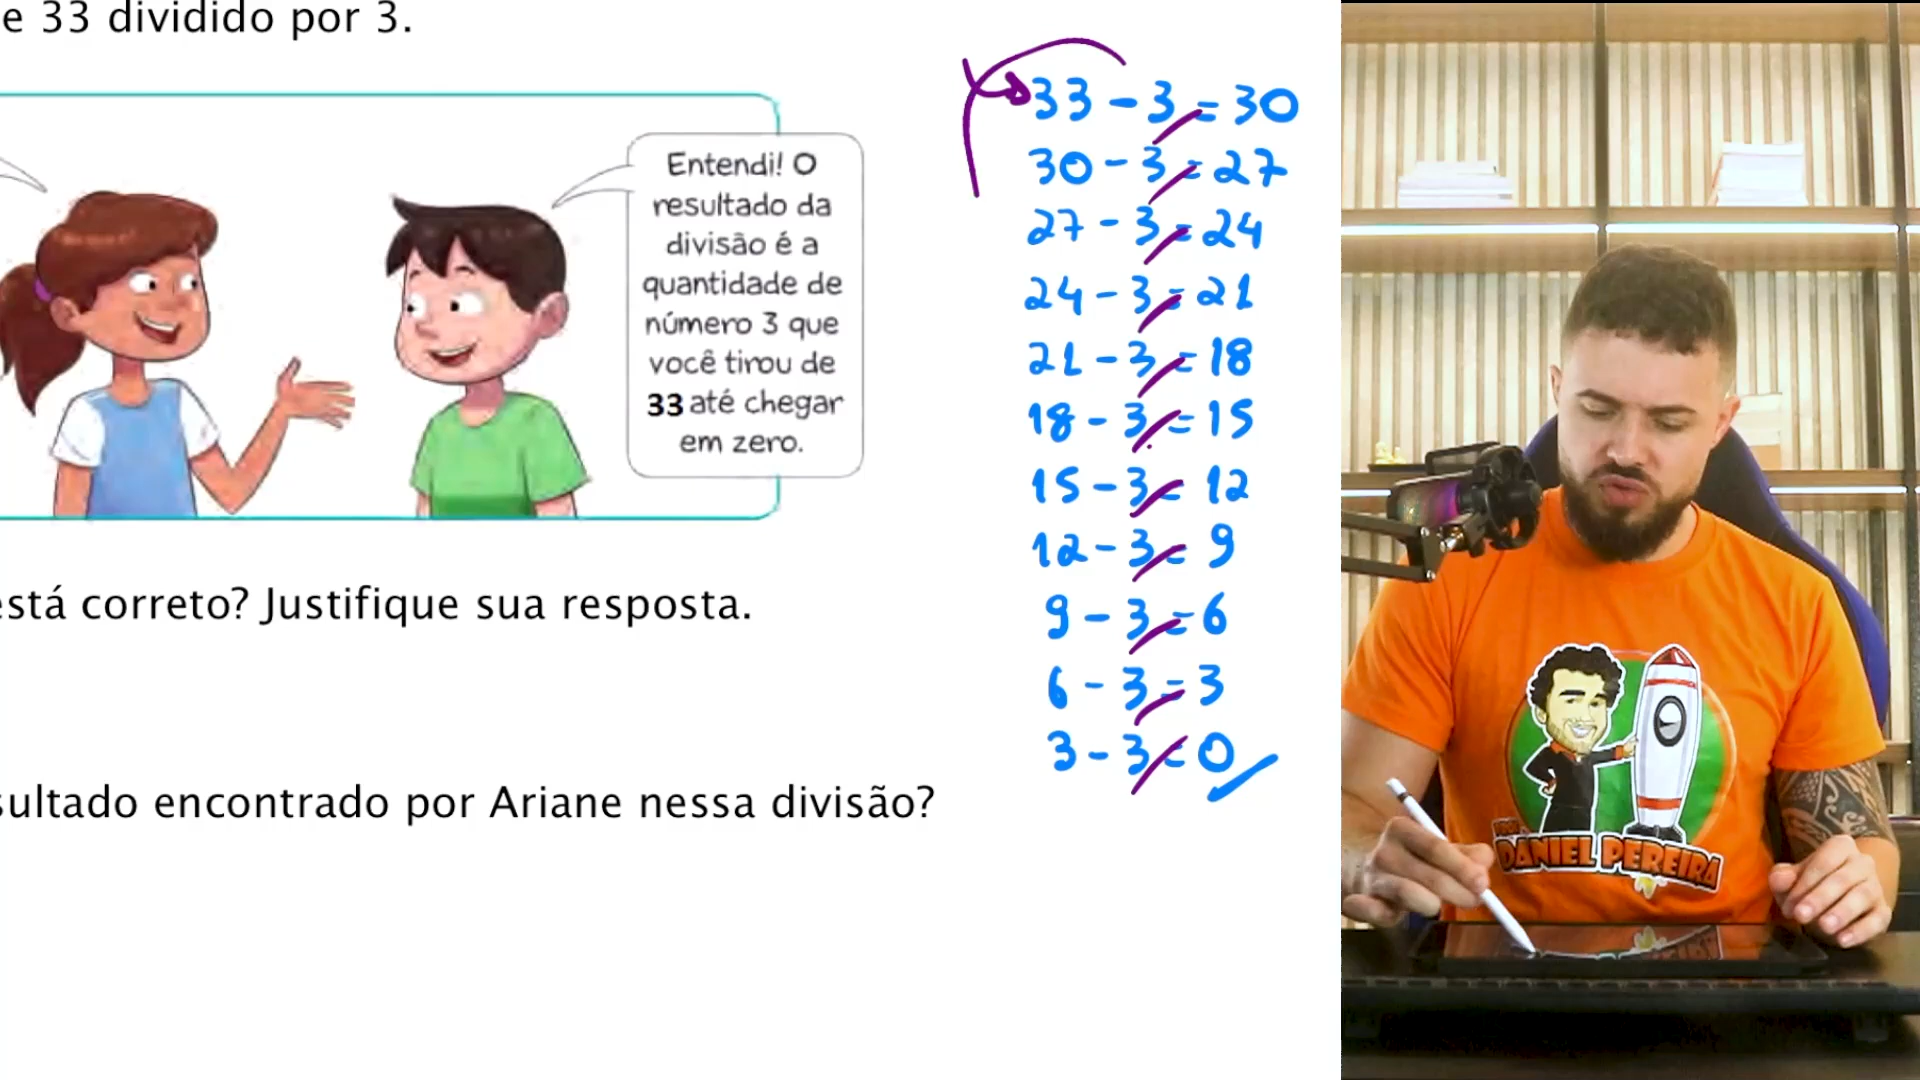 e 33 dividido por 3.
Entendi! O
resultado da
divisão é a
quantidade de
número 3 que
você tirou de
33 até chegar
em zero.
33 - 3 = 30
30 - 3 = 27
27 - 3 = 24
24 - 3 = 21
21 - 3 = 18
18 - 3 = 15
15 - 3 = 12
12 - 3 = 9
9 - 3 = 6
6 - 3 = 3
3 - 3 = 0
está correto? Justifique sua resposta.
sultado encontrado por Ariane nessa divisão?
DANIEL PEREIRA